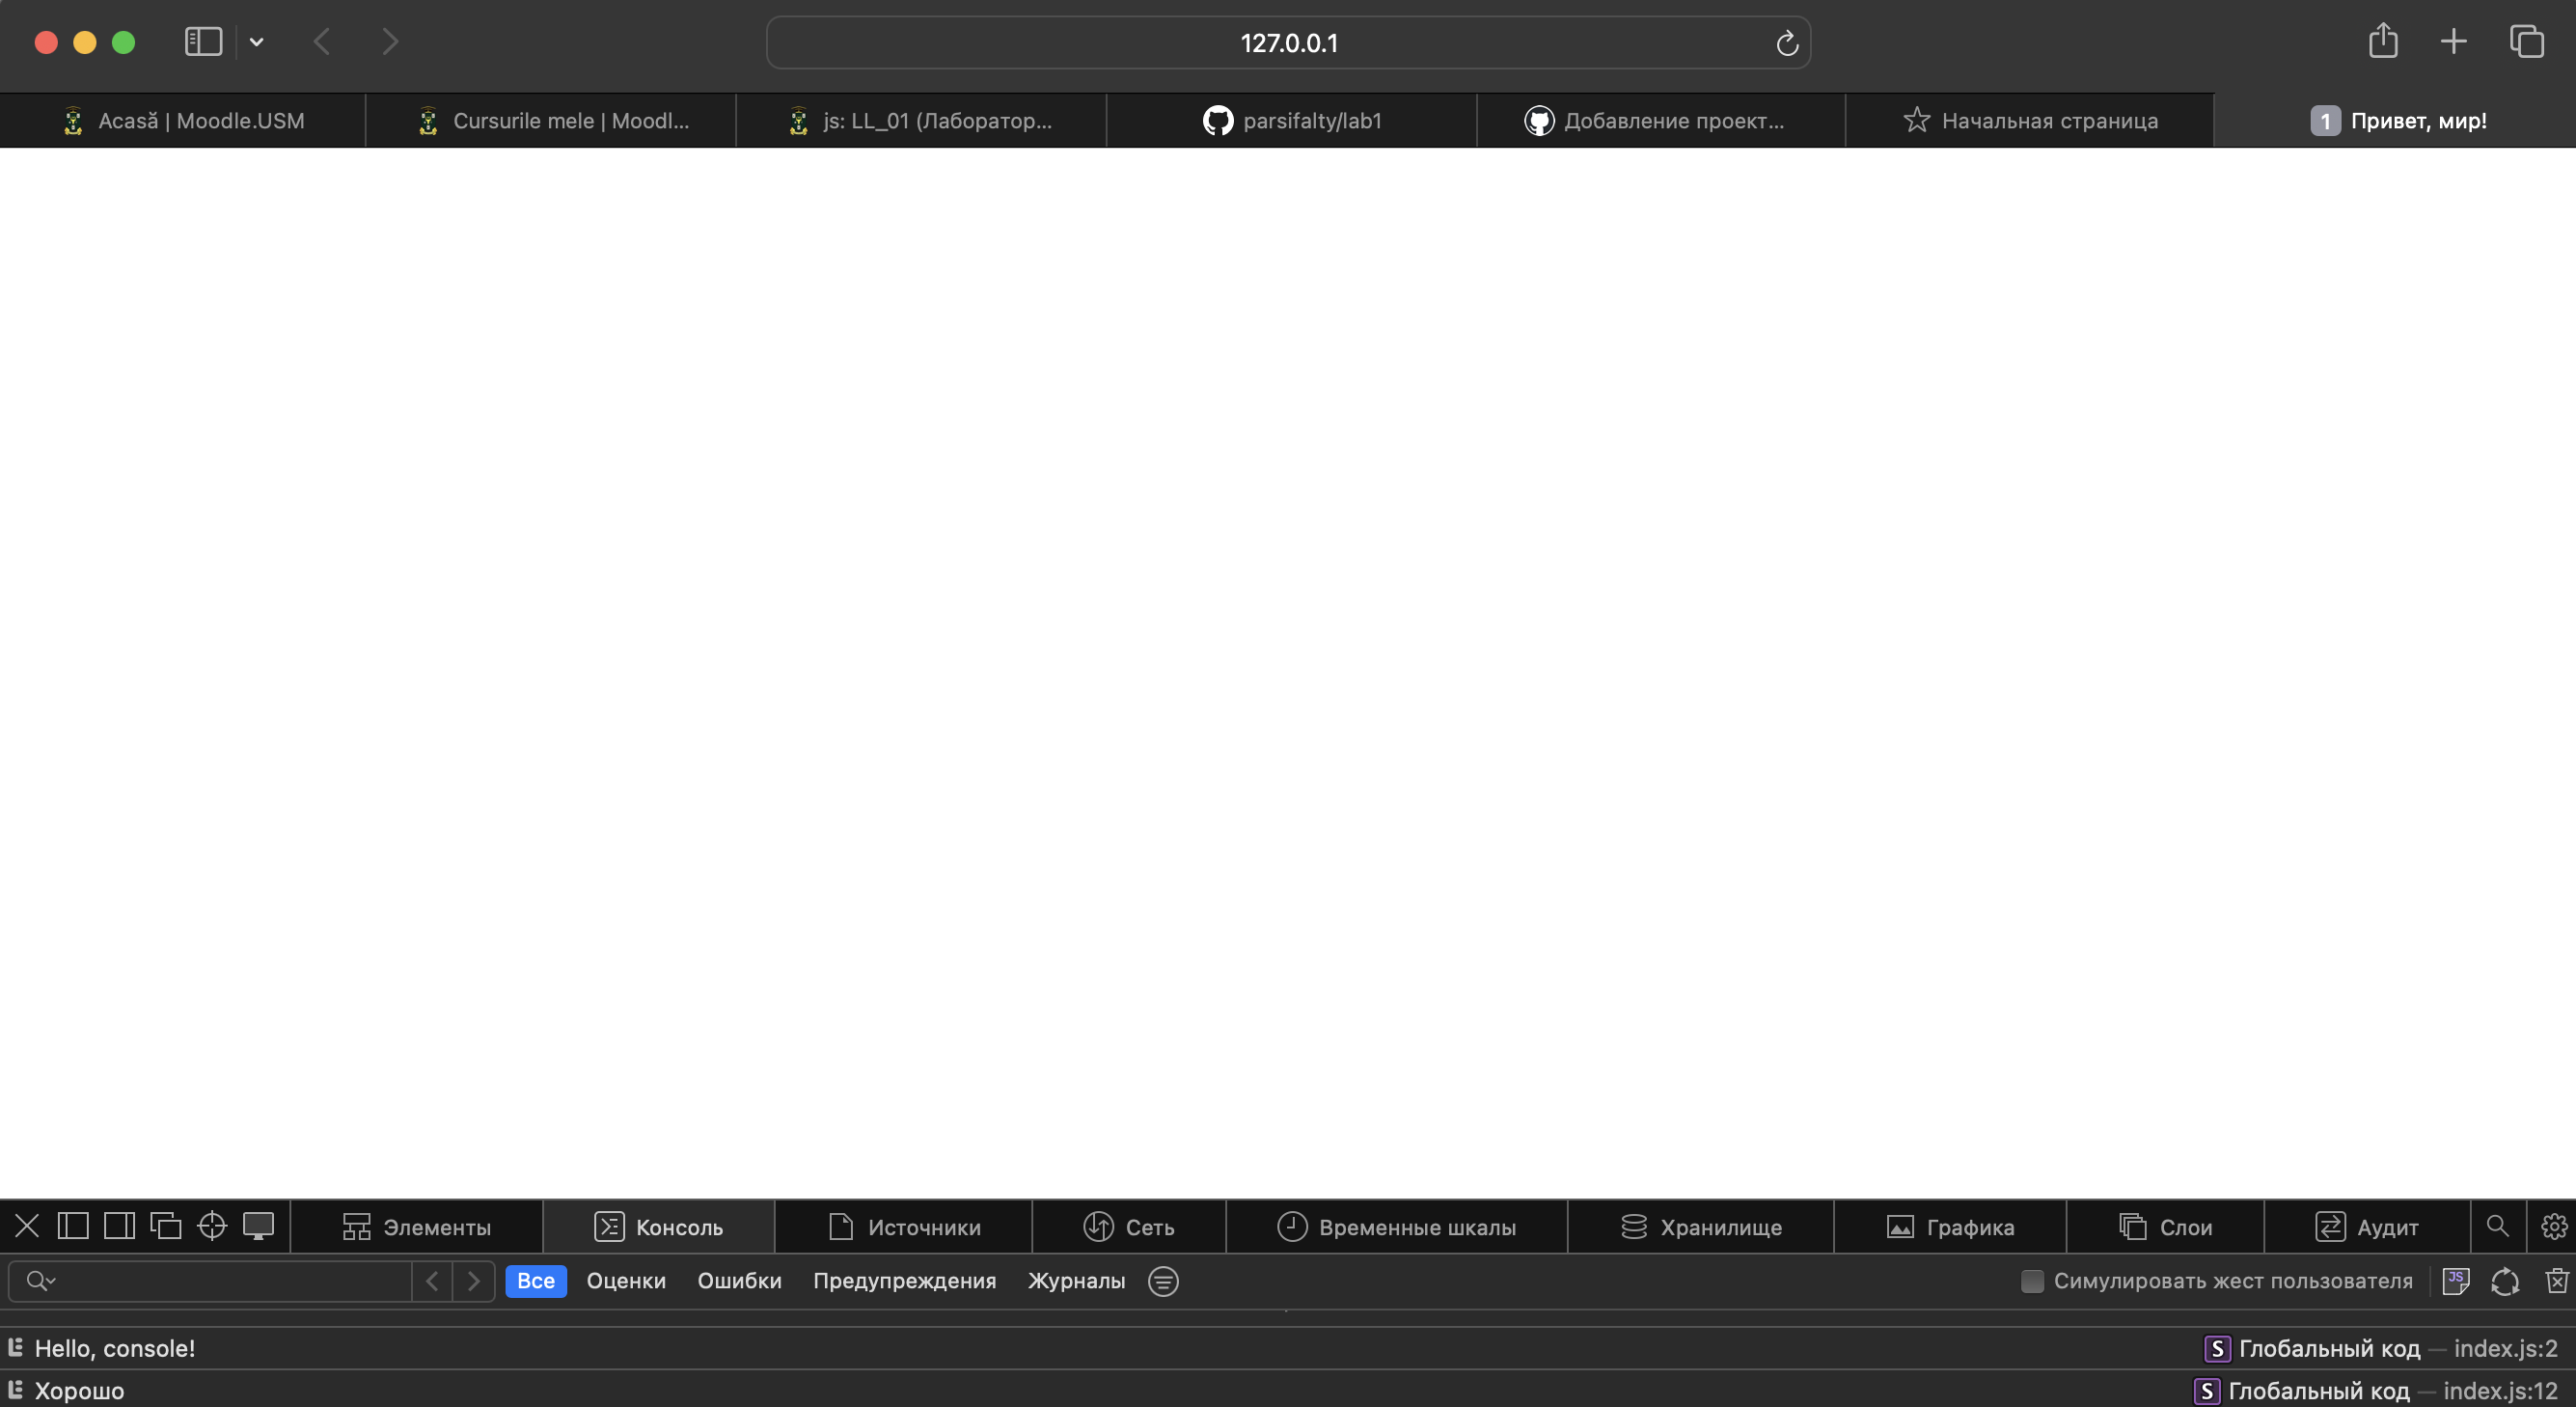 127.0.0.1
Acasă | Moodle.USM
Cursurile mele | Moodl...
js: LL_01 (Лаборатор...
parsifalty/lab1
Добавление проект...
Начальная страница
1 Привет, мир!
Элементы
Консоль
Источники
Сеть
Временные шкалы
Хранилище
Графика
Слои
Аудит
Все Оценки Ошибки Предупреждения Журналы
Симулировать жест пользователя
JS
Hello, console!
S Глобальный код — index.js:2
Хорошо
S Глобальный код — index.js:12